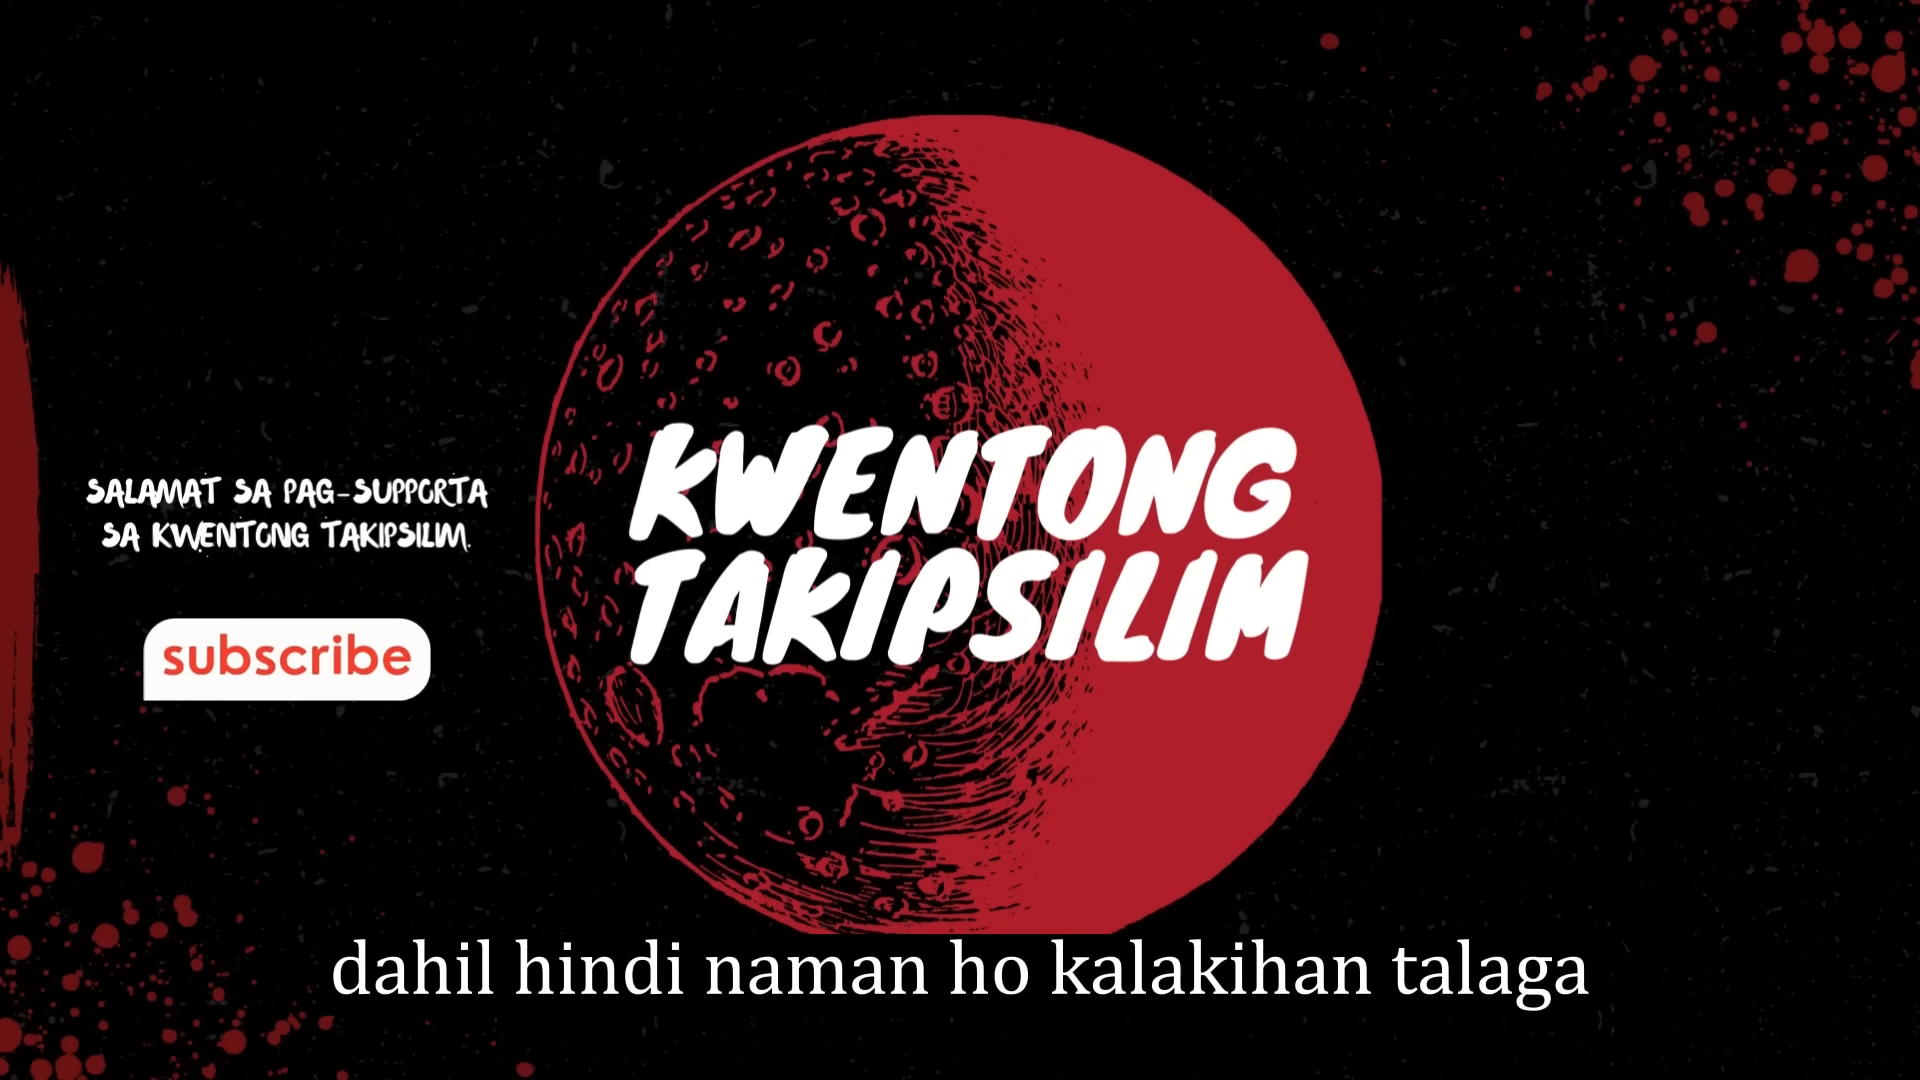 SALAMAT SA PAG-SUPPORTA
SA KWENTONG TAKIPSILIM.
subscribe
KWENTONG
TAKIPSILIM
dahil hindi naman ho kalakihan talaga